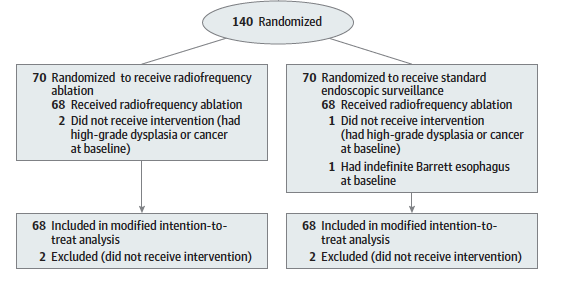 140 Randomized
70 Randomized to receive radiofrequency
ablation
68 Received radiofrequency ablation
2 Did not receive intervention (had
high-grade dysplasia or cancer
at baseline)
70 Randomized to receive standard
endoscopic surveillance
68 Received radiofrequency ablation
1 Did not receive intervention
(had high-grade dysplasia or cancer
at baseline)
1 Had indefinite Barrett esophagus
at baseline
68 Included in modified intention-to-
treat analysis
2 Excluded (did not receive intervention)
68 Included in modified intention-to-
treat analysis
2 Excluded (did not receive intervention)